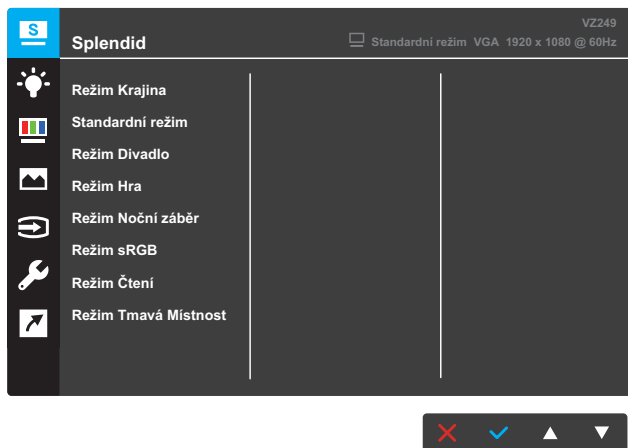 S
VZ249
Splendid
Standardní režim VGA 1920 x 1080 @ 60Hz
Režim Krajina
Standardní režim
Režim Divadlo
Režim Hra
Režim Noční záběr
Režim sRGB
Režim Čtení
Režim Tmavá Místnost